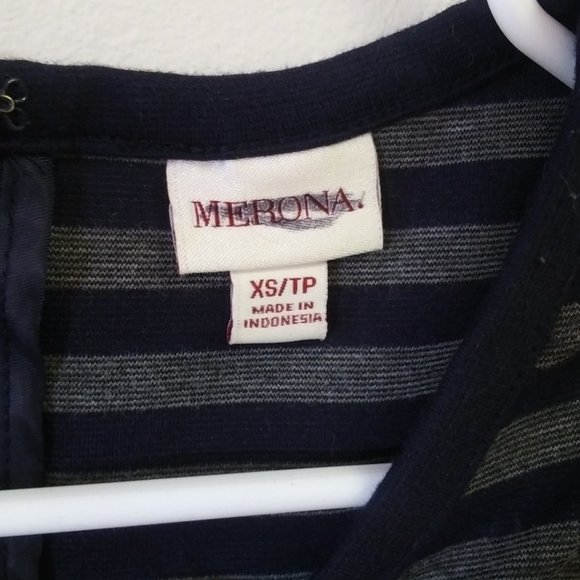 MERONA.
XS/TP
MADE IN
INDONESIA